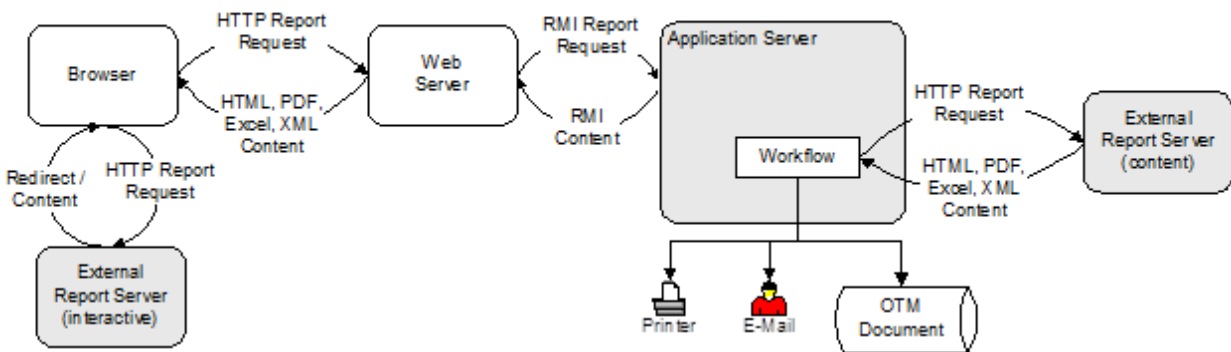 HTTP Report
Request
Browser
HTML, PDF,
Excel, XML
Content
Web
Server
RMI Report
Request
RMI
Content
Application Server
Workflow
HTTP Report
Request
HTML, PDF,
Excel, XML
Content
External
Report Server
(content)
Redirect /
Content
HTTP Report
Request
External
Report Server
(interactive)
Printer
E-Mail
OTM
Document